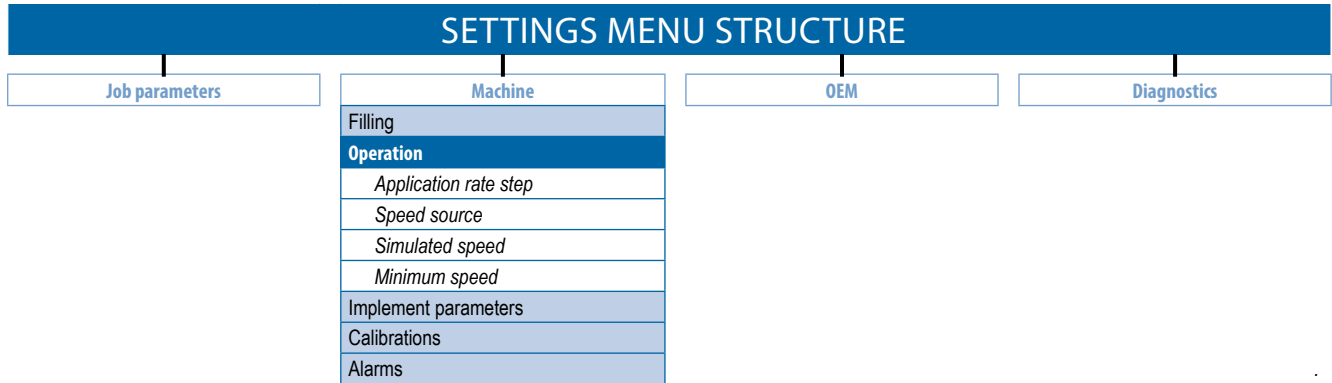 SETTINGS MENU STRUCTURE
Job parameters
Machine
OEM
Diagnostics
Filling
Operation
Application rate step
Speed source
Simulated speed
Minimum speed
Implement parameters
Calibrations
Alarms
.